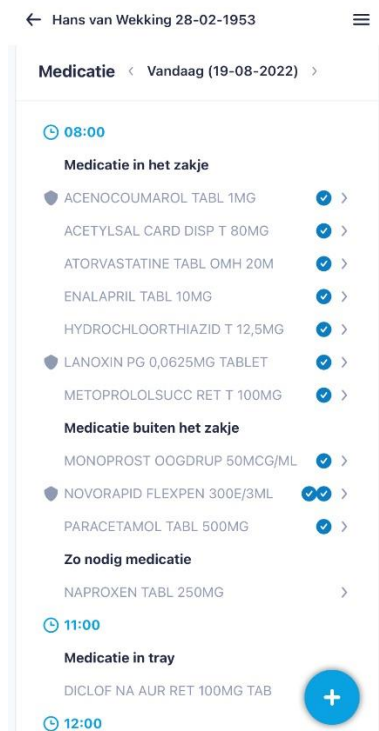 Hans van Wekking 28-02-1953
Medicatie Vandaag (19-08-2022)
08:00
Medicatie in het zakje
ACENOCOUMAROL TABL 1MG
ACETYLSAL CARD DISP T 80MG
ATORVASTATINE TABL OMH 20M
ENALAPRIL TABL 10MG
HYDROCHLOORTHIAZID T 12,5MG
LANOXIN PG 0,0625MG TABLET
METOPROLOLSUCC RET T 100MG
Medicatie buiten het zakje
MONOPROST OOGDRUP 50MCG/ML
NOVORAPID FLEXPEN 300E/3ML
PARACETAMOL TABL 500MG
Zo nodig medicatie
NAPROXEN TABL 250MG
11:00
Medicatie in tray
DICLOF NA AUR RET 100MG TAB
12:00